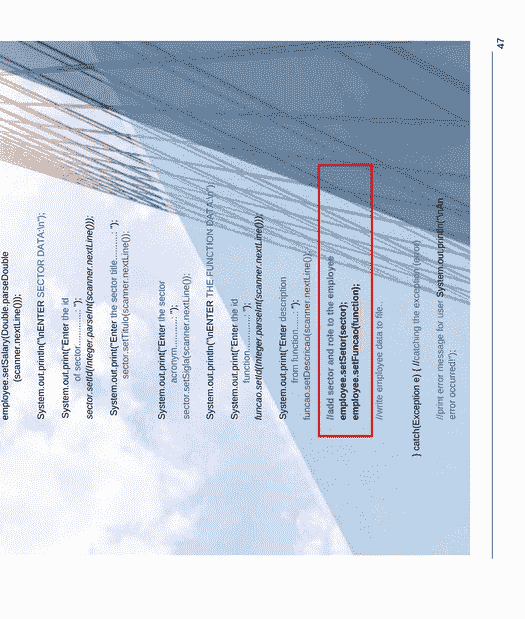 47
employee.setSalary(Double.parseDouble
(scanner.nextLine()));
System.out.println("\nENTER SECTOR DATA:\n");
System.out.print("Enter the id
of sector............: ");
sector.setId(Integer.parseInt(scanner.nextLine()));
System.out.print("Enter the sector title..........: ");
sector.setTitulo(scanner.nextLine());
System.out.print("Enter the sector
acronym............: ");
sector.setSigla(scanner.nextLine());
System.out.println("\nENTER THE FUNCTION DATA:\n");
System.out.print("Enter the id
function............: ");
funcao.setId(Integer.parseInt(scanner.nextLine()));
System.out.print("Enter description
from function......: ");
funcao.setDescricao(scanner.nextLine());
//add sector and role to the employee
employee.setSetor(sector);
employee.setFuncao(function);
//write employee data to file..
} catch(Exception e) { //catching the exception (error)
//print error message for user System.out.println("\nAn
error occurred!");